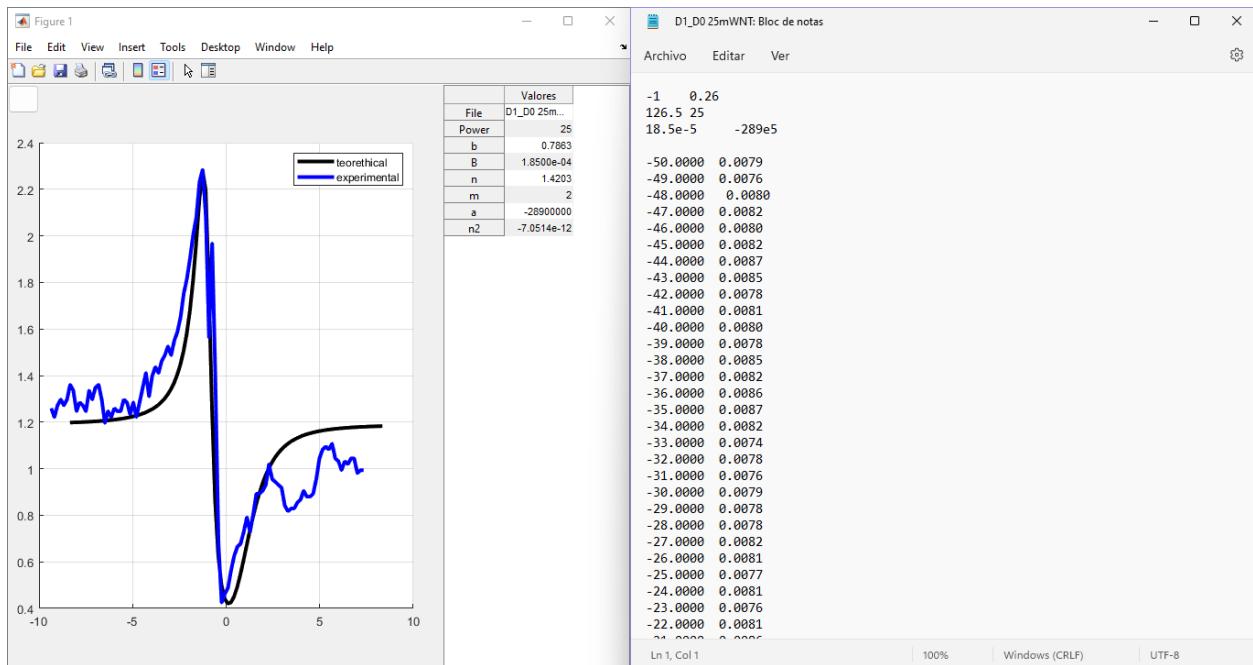 Figure 1
File Edit View Insert Tools Desktop Window Help
2.4
2.2
2
1.8
1.6
1.4
1.2
1
0.8
0.6
0.4
-10 -5 0 5 10
teorethical
experimental
Valores
File D1_D0 25m...
Power 25
b 0.7863
B 1.8500e-04
n 1.4203
m 2
a -28900000
n2 -7.0514e-12
D1_D0 25mWNT: Bloc de notas
Archivo Editar Ver
-1 0.26
126.5 25
18.5e-5 -289e5
-50.0000 0.0079
-49.0000 0.0076
-48.0000 0.0080
-47.0000 0.0082
-46.0000 0.0080
-45.0000 0.0082
-44.0000 0.0087
-43.0000 0.0085
-42.0000 0.0078
-41.0000 0.0081
-40.0000 0.0080
-39.0000 0.0078
-38.0000 0.0085
-37.0000 0.0082
-36.0000 0.0086
-35.0000 0.0087
-34.0000 0.0082
-33.0000 0.0074
-32.0000 0.0078
-31.0000 0.0076
-30.0000 0.0079
-29.0000 0.0078
-28.0000 0.0078
-27.0000 0.0082
-26.0000 0.0081
-25.0000 0.0077
-24.0000 0.0081
-23.0000 0.0076
-22.0000 0.0081
Ln 1, Col 1 100% Windows (CRLF) UTF-8